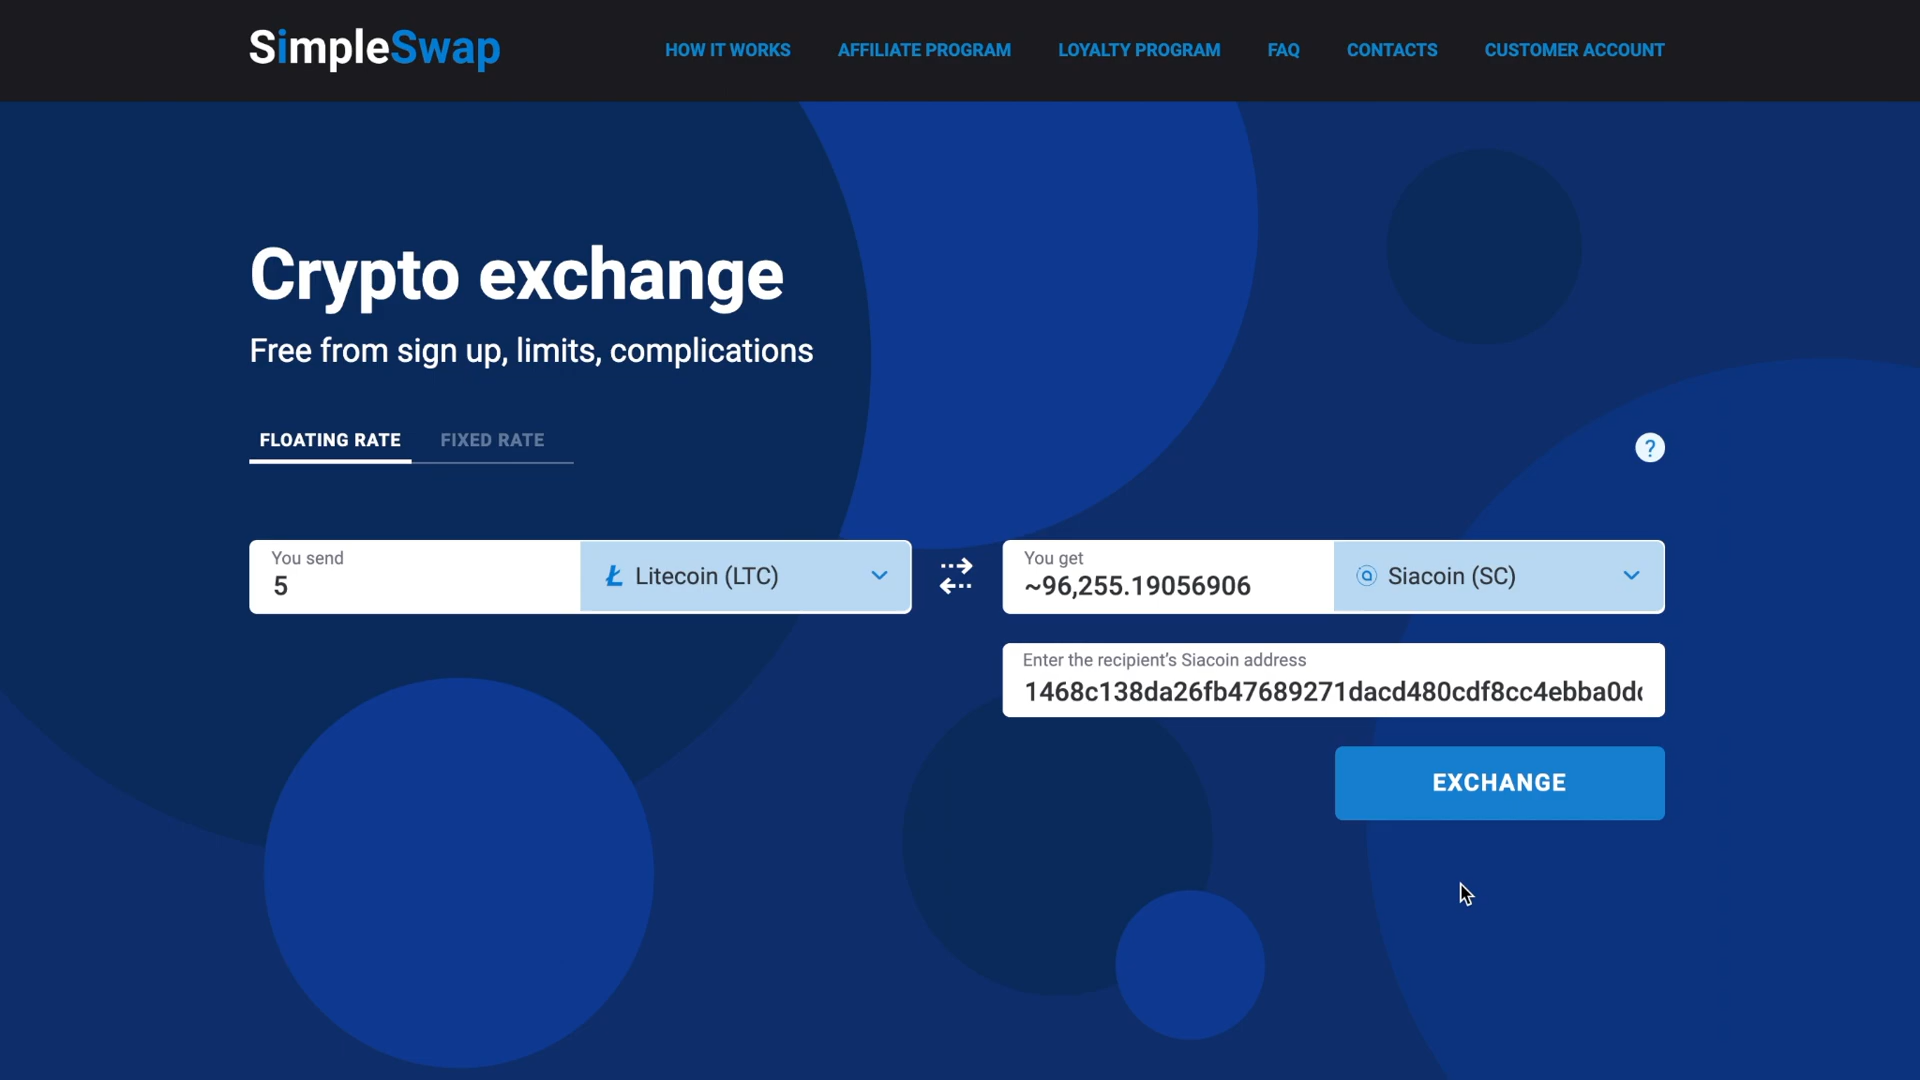 SimpleSwap
HOW IT WORKS
AFFILIATE PROGRAM
LOYALTY PROGRAM
FAQ
CONTACTS
CUSTOMER ACCOUNT
Crypto exchange
Free from sign up, limits, complications
FLOATING RATE
FIXED RATE
?
You send
5
Litecoin (LTC)
You get
~96,255.19056906
Siacoin (SC)
Enter the recipient's Siacoin address
1468c138da26fb47689271dacd480cdf8cc4ebba0d
EXCHANGE